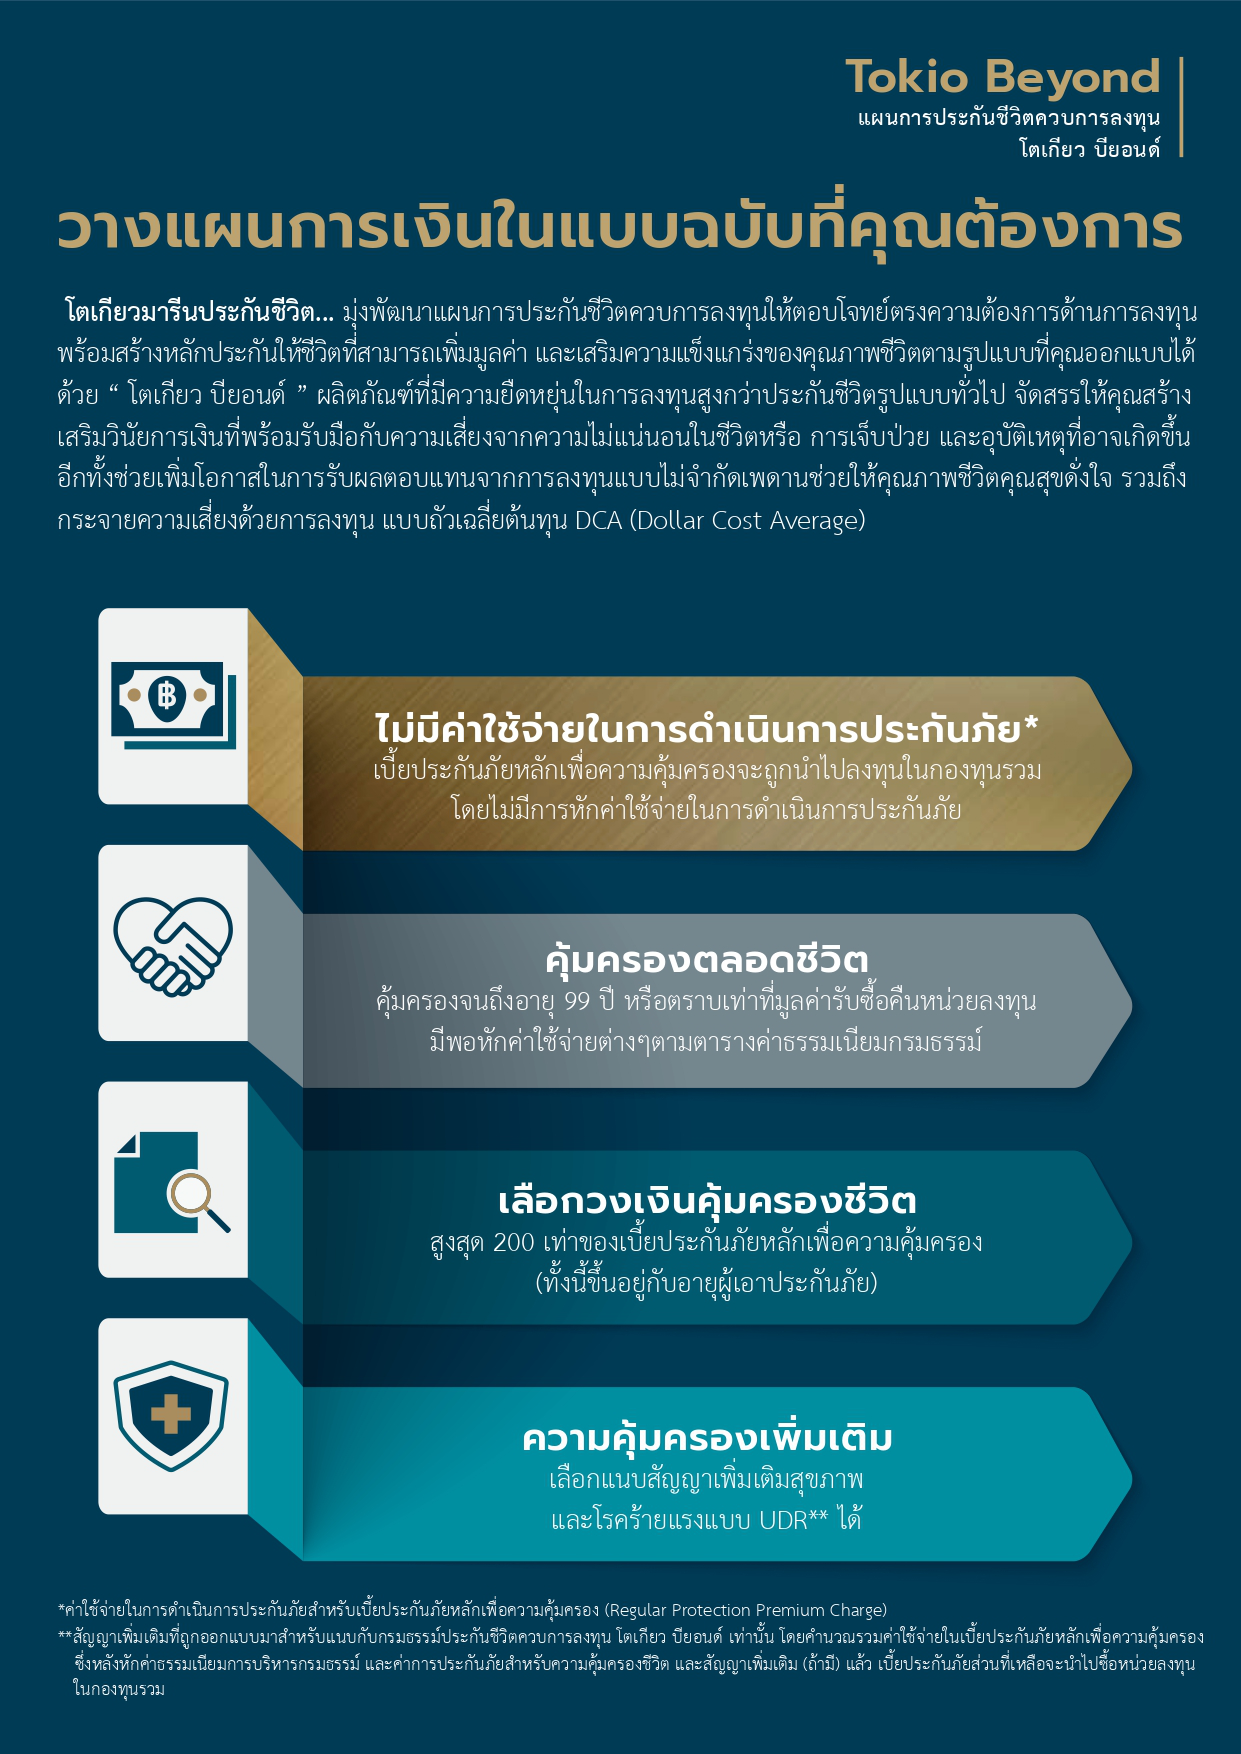 Tokio Beyond
แผนการประกันชีวิตควบการลงทุน
โตเกียว บียอนด์
วางแผนการเงินในแบบฉบับที่คุณต้องการ
โตเกียวมารีนประกันชีวิต... มุ่งพัฒนาแผนการประกันชีวิตควบการลงทุนให้ตอบโจทย์ตรงความต้องการด้านการลงทุน
พร้อมสร้างหลักประกันให้ชีวิตที่สามารถเพิ่มมูลค่า และเสริมความแข็งแกร่งของคุณภาพชีวิตตามรูปแบบที่คุณออกแบบได้
ด้วย “ โตเกียว บียอนด์ ” ผลิตภัณฑ์ที่มีความยืดหยุ่นในการลงทุนสูงกว่าประกันชีวิตรูปแบบทั่วไป จัดสรรให้คุณสร้าง
เสริมวินัยการเงินที่พร้อมรับมือกับความเสี่ยงจากความไม่แน่นอนในชีวิตหรือ การเจ็บป่วย และอุบัติเหตุที่อาจเกิดขึ้น
อีกทั้งช่วยเพิ่มโอกาสในการรับผลตอบแทนจากการลงทุนแบบไม่จำกัดเพดานช่วยให้คุณภาพชีวิตคุณสุขดั่งใจ รวมถึง
กระจายความเสี่ยงด้วยการลงทุน แบบถัวเฉลี่ยต้นทุน DCA (Dollar Cost Average)
ไม่มีค่าใช้จ่ายในการดำเนินการประกันภัย*
เบี้ยประกันภัยหลักเพื่อความคุ้มครองจะถูกนำไปลงทุนในกองทุนรวม
โดยไม่มีการหักค่าใช้จ่ายในการดำเนินการประกันภัย
คุ้มครองตลอดชีวิต
คุ้มครองจนถึงอายุ 99 ปี หรือตราบเท่าที่มูลค่ารับซื้อคืนหน่วยลงทุน
มีพอหักค่าใช้จ่ายต่างๆตามตารางค่าธรรมเนียมกรมธรรม์
เลือกวงเงินคุ้มครองชีวิต
สูงสุด 200 เท่าของเบี้ยประกันภัยหลักเพื่อความคุ้มครอง
(ทั้งนี้ขึ้นอยู่กับอายุผู้เอาประกันภัย)
ความคุ้มครองเพิ่มเติม
เลือกแนบสัญญาเพิ่มเติมสุขภาพ
และโรคร้ายแรงแบบ UDR** ได้
*ค่าใช้จ่ายในการดำเนินการประกันภัยสำหรับเบี้ยประกันภัยหลักเพื่อความคุ้มครอง (Regular Protection Premium Charge)
**สัญญาเพิ่มเติมที่ถูกออกแบบมาสำหรับแนบกับกรมธรรม์ประกันชีวิตควบการลงทุน โตเกียว บียอนด์ เท่านั้น โดยคำนวณรวมค่าใช้จ่ายในเบี้ยประกันภัยหลักเพื่อความคุ้มครอง
ซึ่งหลังหักค่าธรรมเนียมการบริหารกรมธรรม์ และค่าการประกันภัยสำหรับความคุ้มครองชีวิต และสัญญาเพิ่มเติม (ถ้ามี) แล้ว เบี้ยประกันภัยส่วนที่เหลือจะนำไปซื้อหน่วยลงทุน
ในกองทุนรวม